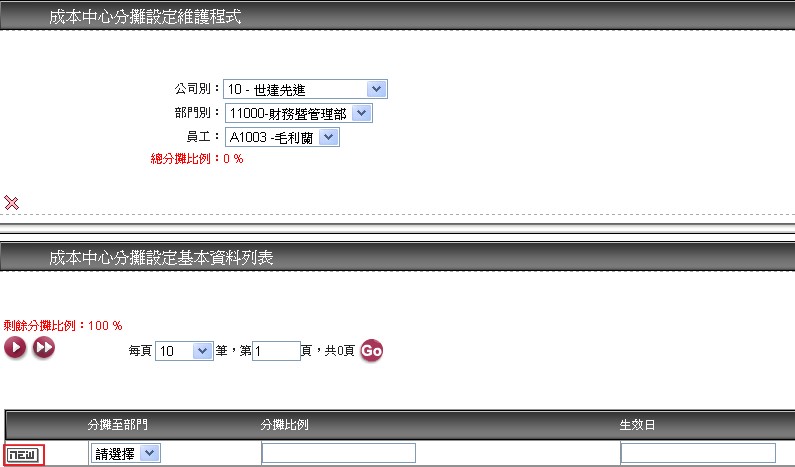 成本中心分攤設定維護程式
公司別：10 - 世達先進
部門別：11000-財務暨管理部
員工：A1003 -毛利蘭
總分攤比例：0 %
成本中心分攤設定基本資料列表
剩餘分攤比例：100 %
每頁 10 筆，第 1 頁，共0頁 Go
分攤至部門 分攤比例 生效日
NEW 請選擇